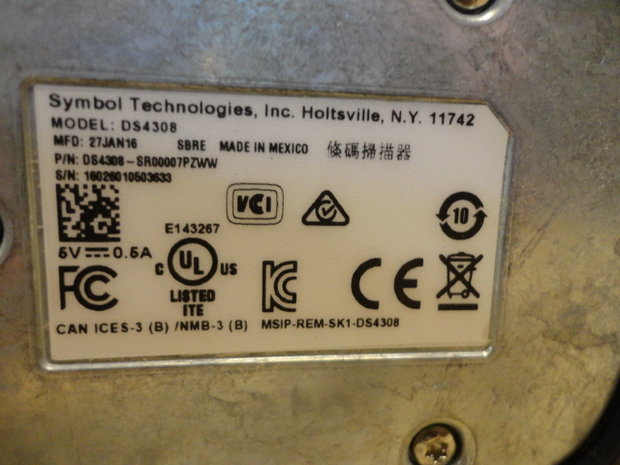 Symbol Technologies, Inc. Holtsville, N.Y. 11742
MODEL: DS4308
MFD: 27JAN16 SBRE MADE IN MEXICO 條碼掃描器
P/N: DS4308-SR00007PZWW
S/N: 16026010503633
VCI
10
E143267
5V⎓0.5A
FC
C UL US
LISTED
ITE
KC
CE
CAN ICES-3 (B) /NMB-3 (B) MSIP-REM-SK1-DS4308